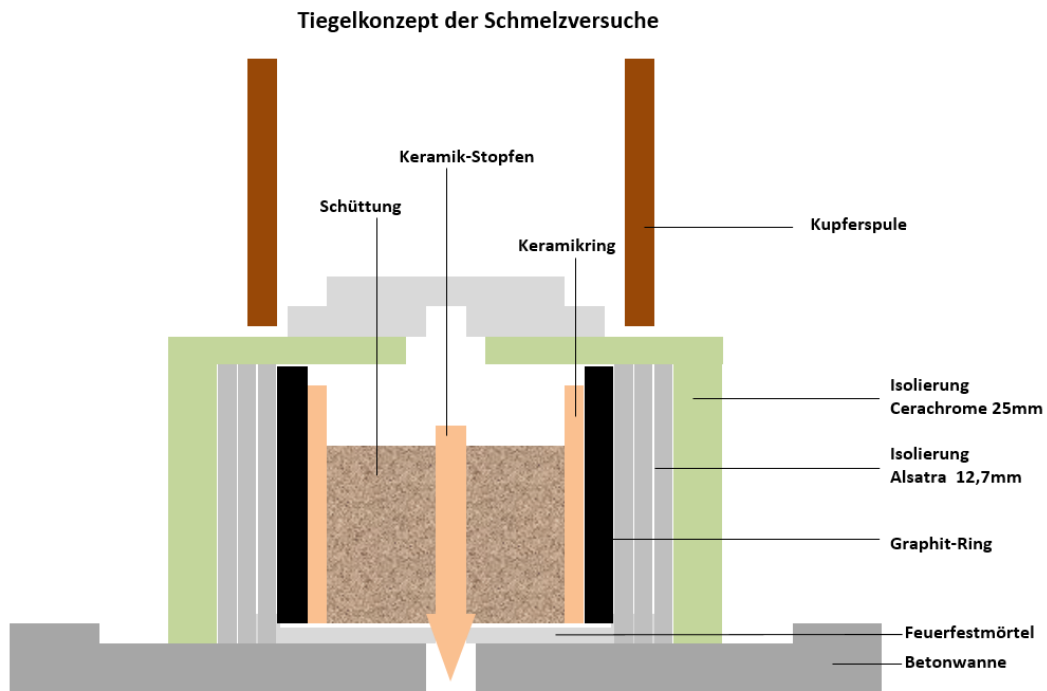 Tiegelkonzept der Schmelzversuche
Keramik-Stopfen
Schüttung
Keramikring
Kupferspule
Isolierung
Cerachrome 25mm
Isolierung
Alsatra 12,7mm
Graphit-Ring
Feuerfestmörtel
Betonwanne